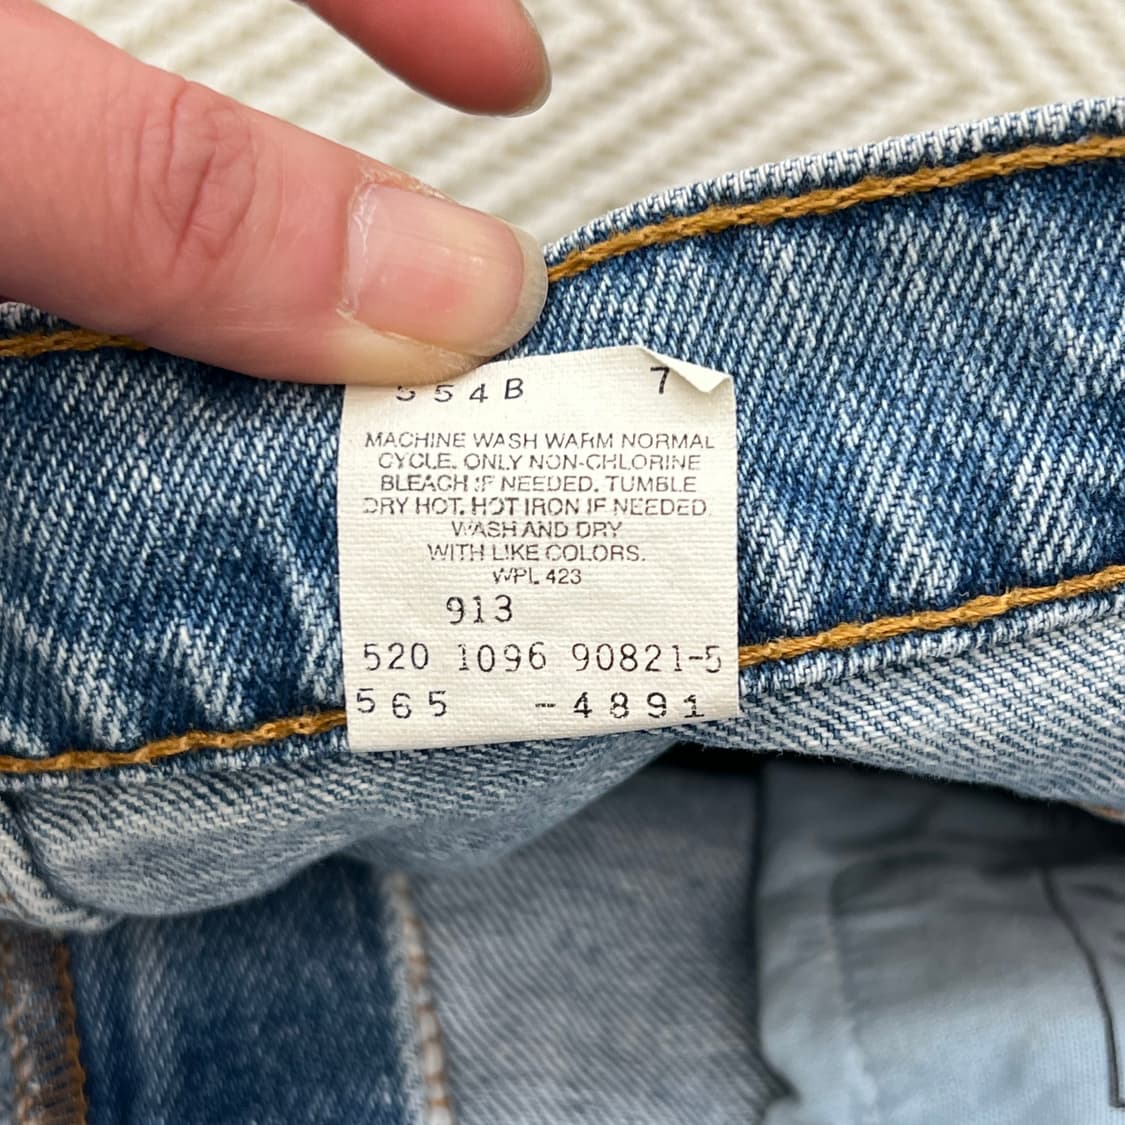 554B 7
MACHINE WASH WARM NORMAL
CYCLE. ONLY NON-CHLORINE
BLEACH IF NEEDED. TUMBLE
DRY HOT. HOT IRON IF NEEDED
WASH AND DRY
WITH LIKE COLORS.
WPL 423
913
520 1096 90821-5
565 -4891